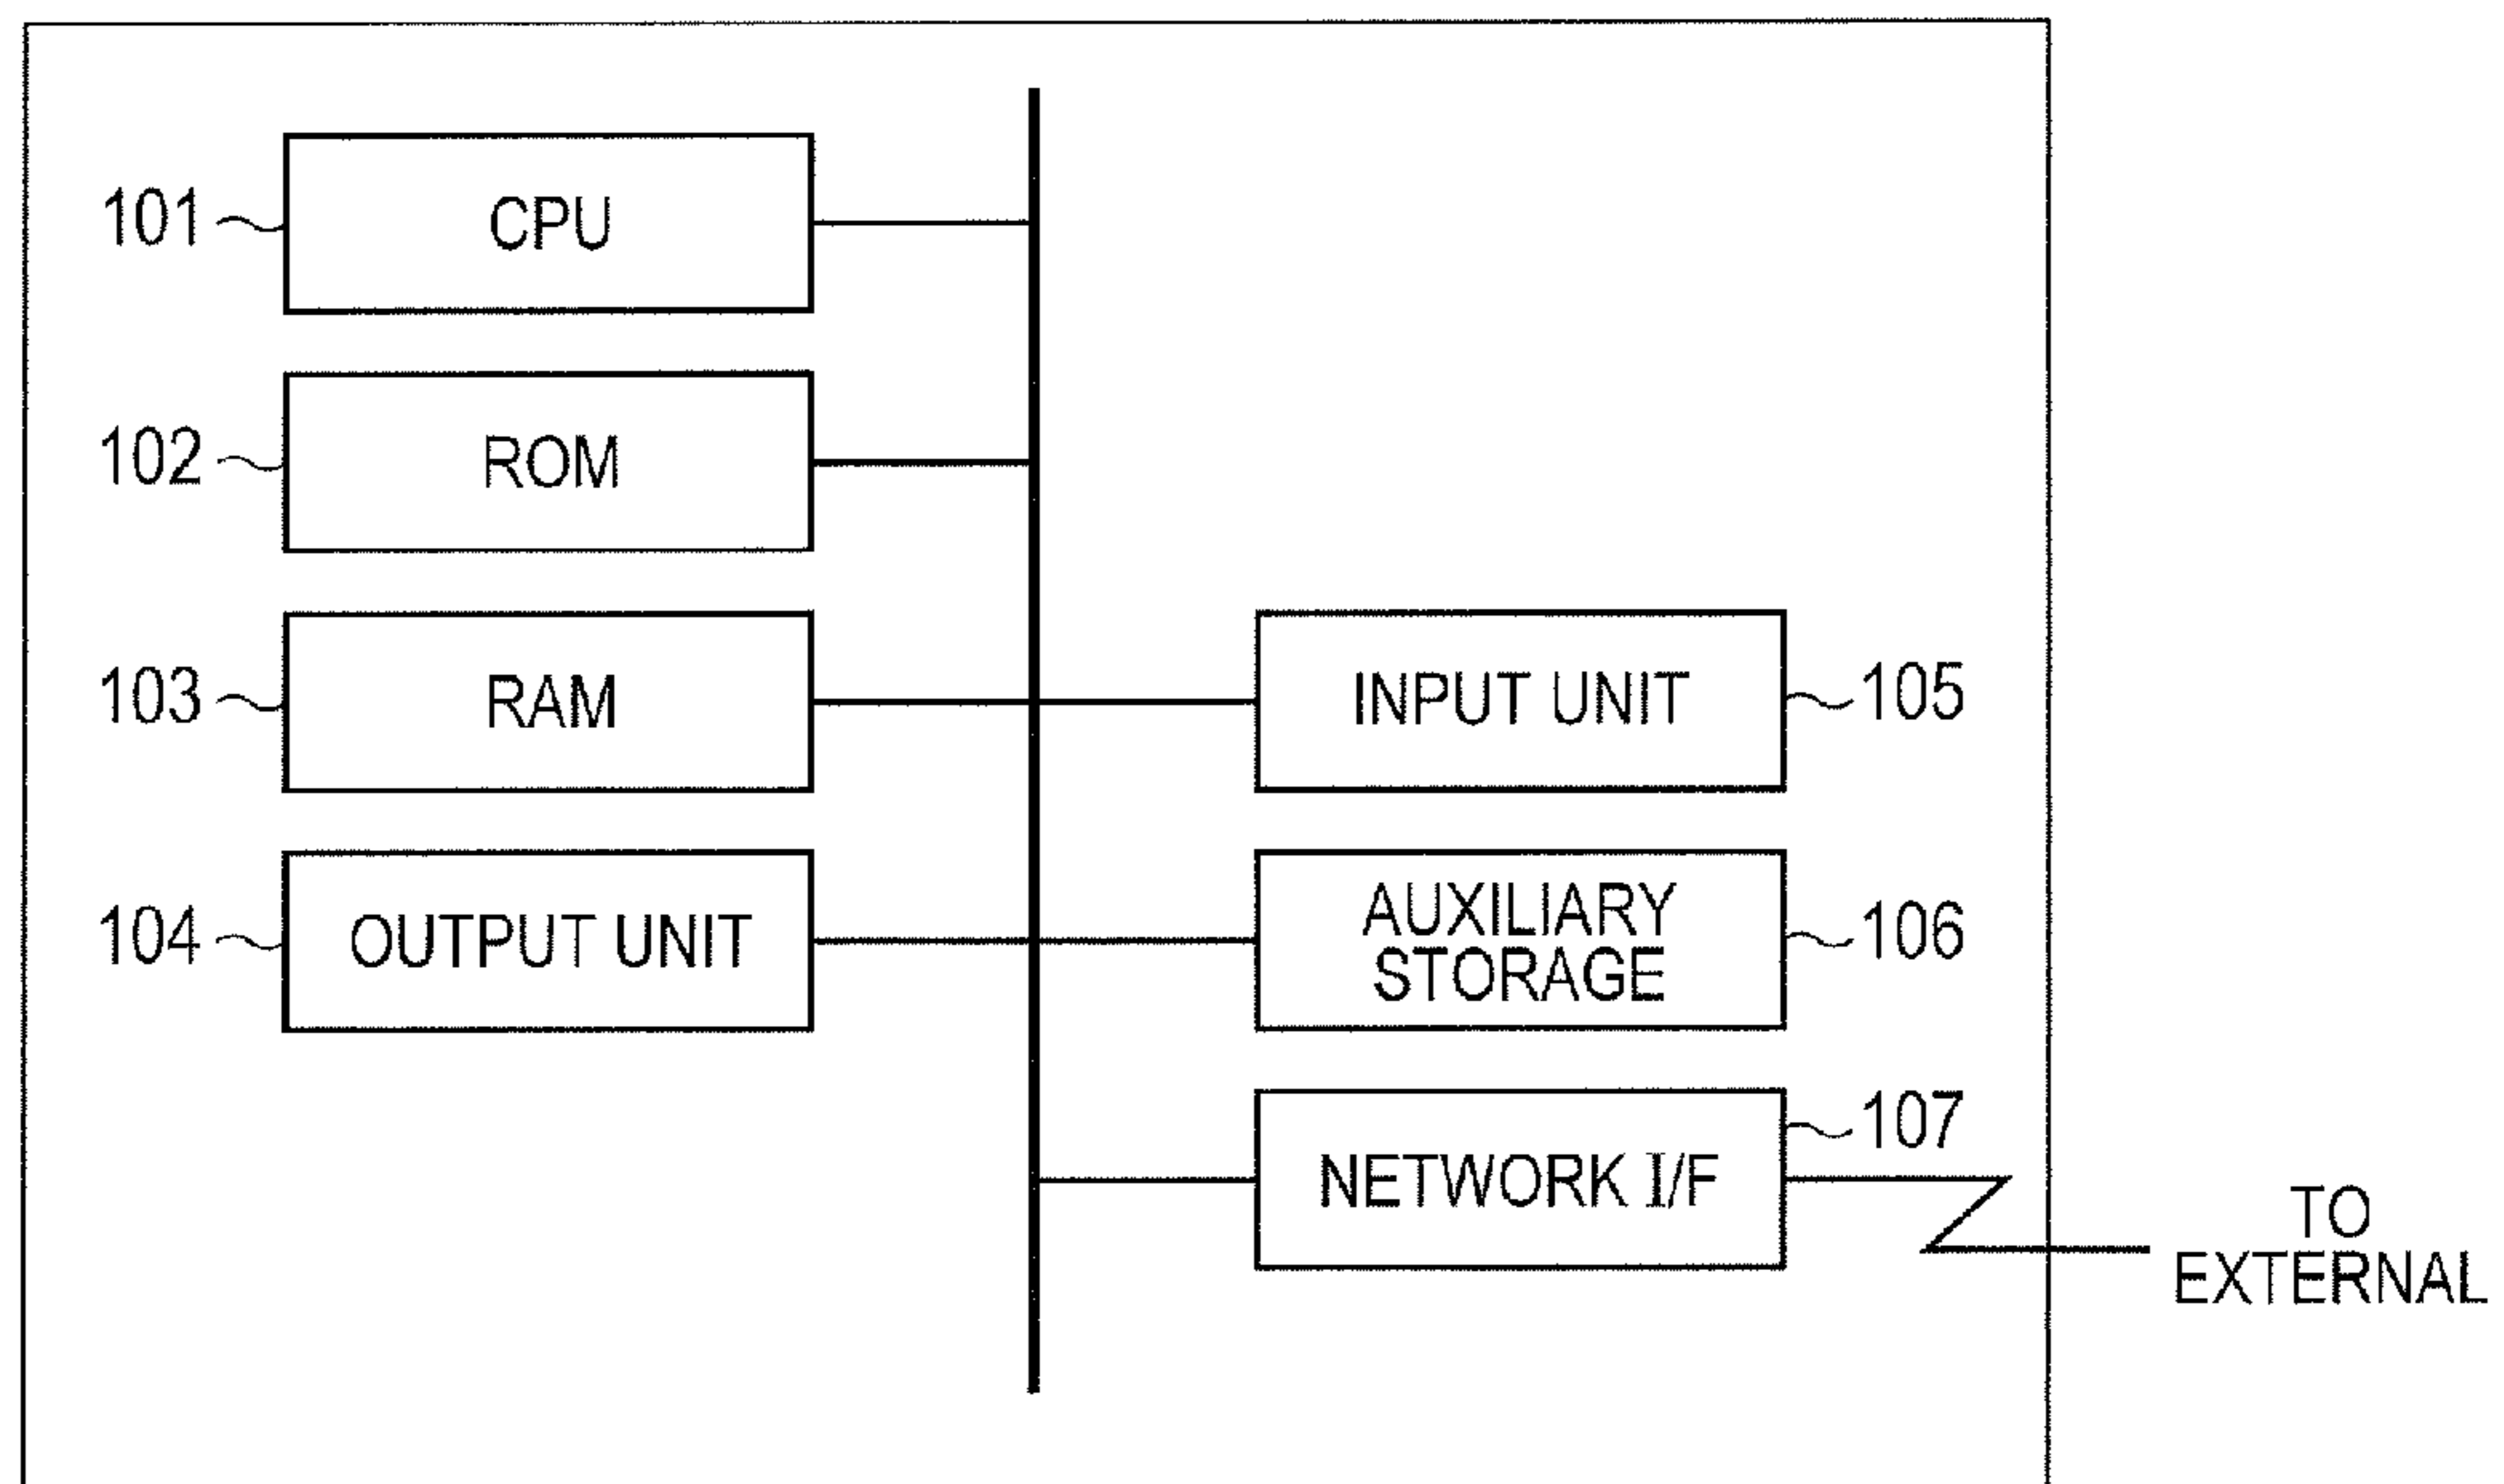 101
CPU
102
ROM
103
RAM
INPUT UNIT
105
104
OUTPUT UNIT
AUXILIARY
STORAGE
106
107
NETWORK I/F
TO
EXTERNAL